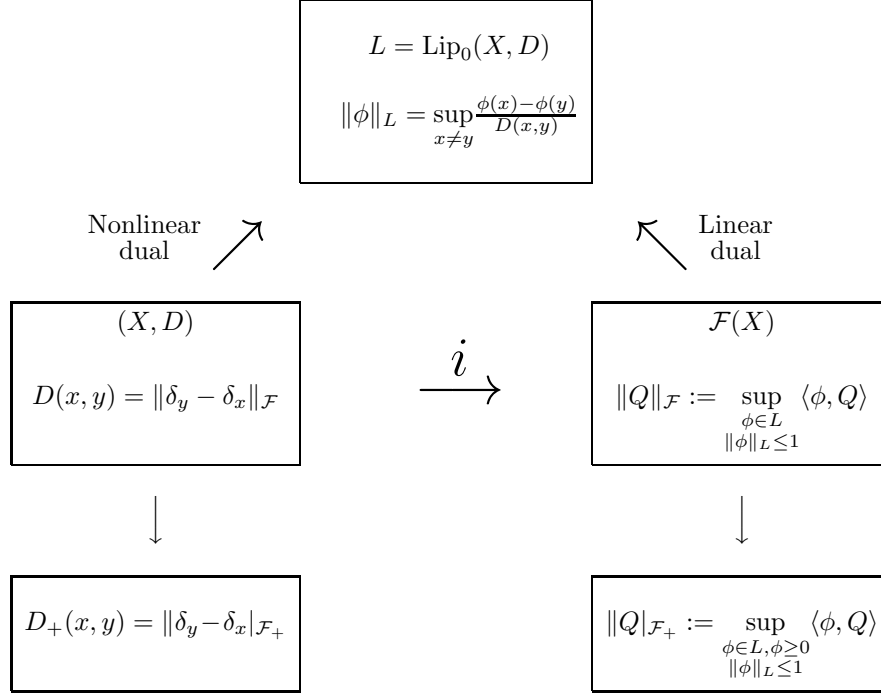 L = Lip₀(X, D)
‖ϕ‖_L = sup_{x≠y} \frac{ϕ(x)−ϕ(y)}{D(x,y)}
Nonlinear
dual
Linear
dual
(X, D)
D(x, y) = ‖δ_y − δ_x‖_ℱ
i
ℱ(X)
‖Q‖_ℱ := sup_{ϕ∈L, ‖ϕ‖_L≤1} ⟨ϕ, Q⟩
D₊(x, y) = ‖δ_y − δ_x|_{ℱ₊}
‖Q|_{ℱ₊} := sup_{ϕ∈L,ϕ≥0, ‖ϕ‖_L≤1} ⟨ϕ, Q⟩